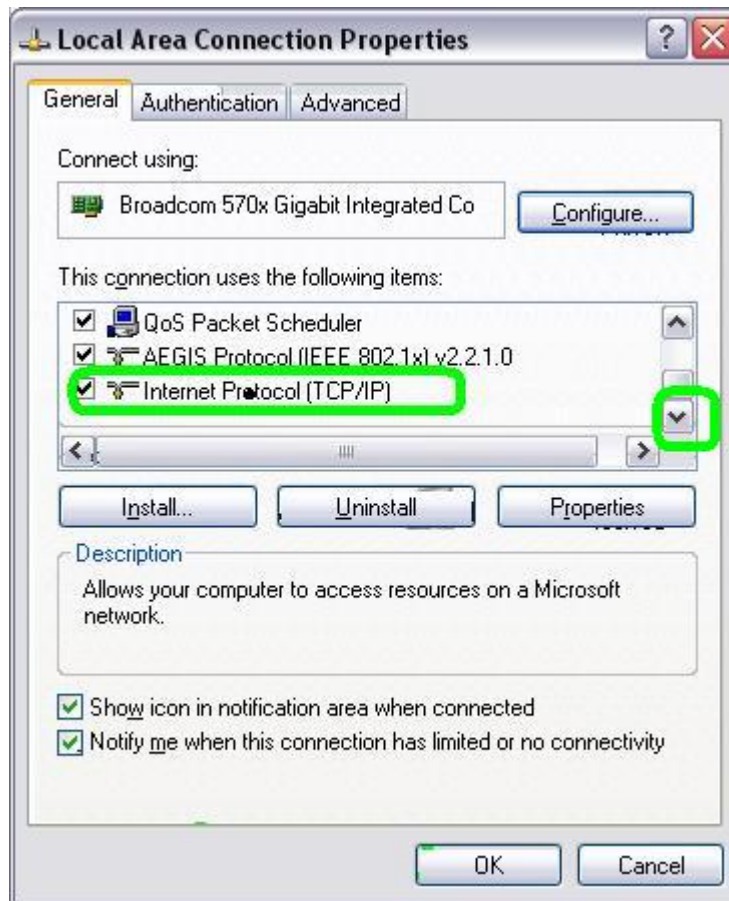 Local Area Connection Properties
General Authentication Advanced
Connect using:
Broadcom 570x Gigabit Integrated Co
Configure...
This connection uses the following items:
QoS Packet Scheduler
AEGIS Protocol (IEEE 802.1x) v2.2.1.0
Internet Protocol (TCP/IP)
Install... Uninstall Properties
Description
Allows your computer to access resources on a Microsoft
network.
Show icon in notification area when connected
Notify me when this connection has limited or no connectivity
OK Cancel